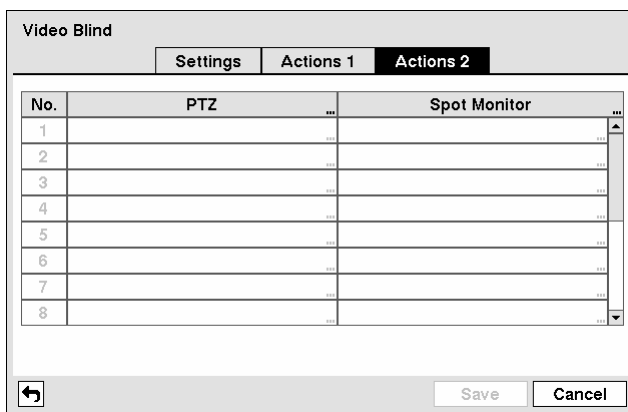 Video Blind
Settings Actions 1 Actions 2
No. PTZ ... Spot Monitor ...
1 ... ...
2 ... ...
3 ... ...
4 ... ...
5 ... ...
6 ... ...
7 ... ...
8 ... ...
Save Cancel